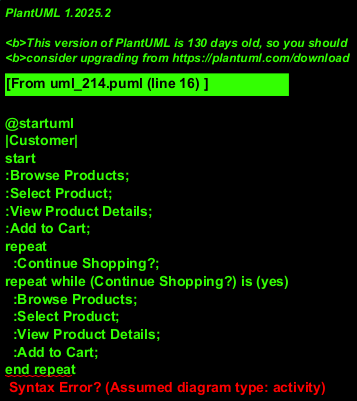 PlantUML 1.2025.2
<b>This version of PlantUML is 130 days old, so you should
<b>consider upgrading from https://plantuml.com/download
[From uml_214.puml (line 16) ]
@startuml
|Customer|
start
:Browse Products;
:Select Product;
:View Product Details;
:Add to Cart;
repeat
  :Continue Shopping?;
repeat while (Continue Shopping?) is (yes)
  :Browse Products;
  :Select Product;
  :View Product Details;
  :Add to Cart;
end repeat
 Syntax Error? (Assumed diagram type: activity)